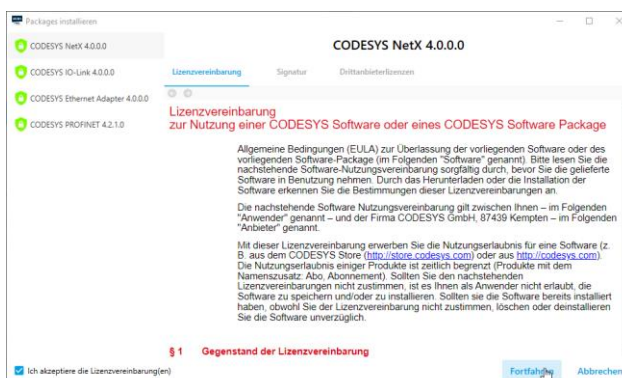 Packages installieren
CODESYS NetX 4.0.0.0
CODESYS IO-Link 4.0.0.0
CODESYS Ethernet Adapter 4.0.0.0
CODESYS PROFINET 4.2.1.0
CODESYS NetX 4.0.0.0
Lizenzvereinbarung Signatur Drittanbieterlizenzen
Lizenzvereinbarung
zur Nutzung einer CODESYS Software oder eines CODESYS Software Package
Allgemeine Bedingungen (EULA) zur Überlassung der vorliegenden Software oder des
vorliegenden Software-Package (im Folgenden "Software" genannt). Bitte lesen Sie die
nachstehende Software-Nutzungsvereinbarung sorgfältig durch, bevor Sie die gelieferte
Software in Benutzung nehmen. Durch das Herunterladen oder die Installation der
Software erkennen Sie die Bestimmungen dieser Lizenzvereinbarungen an.
Die nachstehende Software Nutzungsvereinbarung gilt zwischen Ihnen – im Folgenden
"Anwender" genannt – und der Firma CODESYS GmbH, 87439 Kempten – im Folgenden
"Anbieter" genannt.
Mit dieser Lizenzvereinbarung erwerben Sie die Nutzungserlaubnis für eine Software (z.
B. aus dem CODESYS Store (http://store.codesys.com) oder aus http://codesys.com).
Die Nutzungserlaubnis einiger Produkte ist zeitlich begrenzt (Produkte mit dem
Namenszusatz: Abo, Abonnement). Sollten Sie den nachstehenden
Lizenzvereinbarungen nicht zustimmen, ist es Ihnen als Anwender nicht erlaubt, die
Software zu speichern und/oder zu installieren. Sollten sie die Software bereits installiert
haben, obwohl Sie der Lizenzvereinbarung nicht zustimmen, löschen oder deinstallieren
Sie die Software unverzüglich.
§ 1 Gegenstand der Lizenzvereinbarung
Ich akzeptiere die Lizenzvereinbarung(en)
Fortfahren Abbrechen